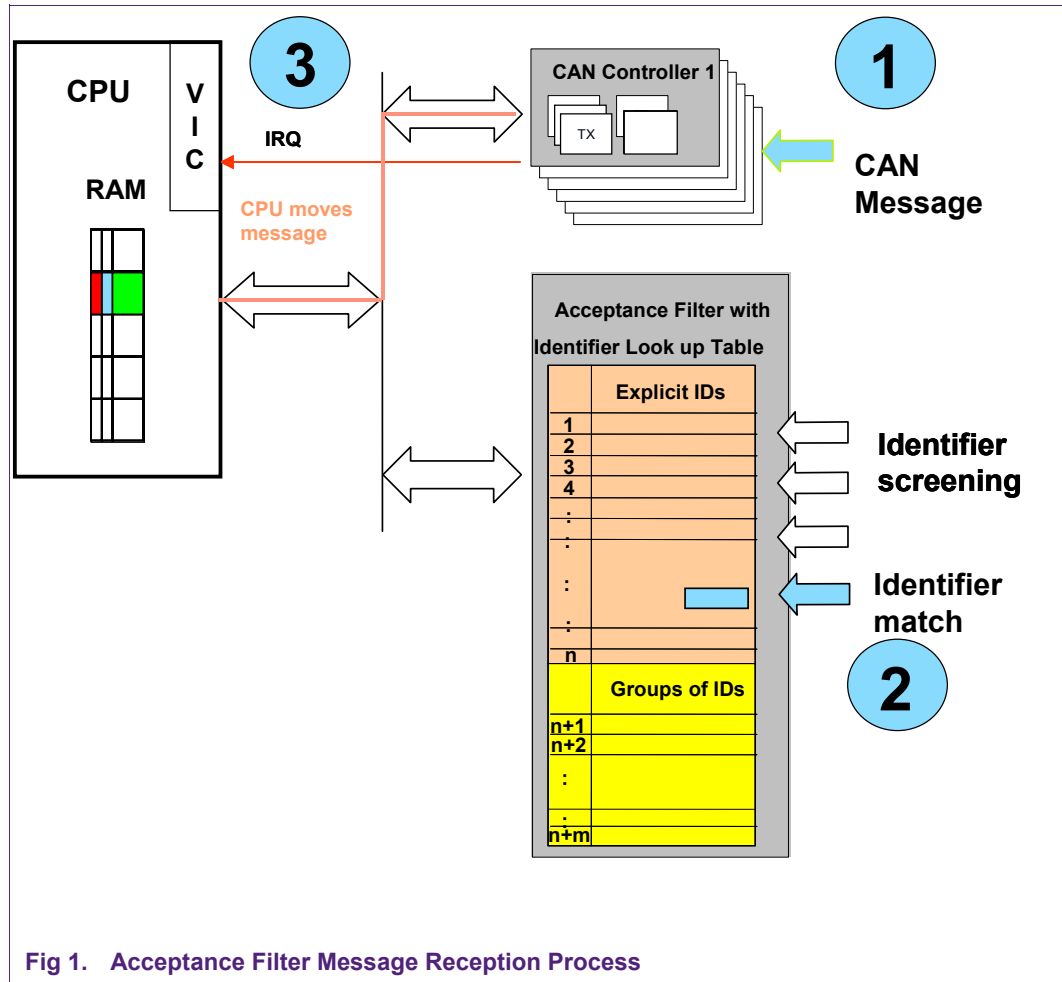 3
1
CPU
V
I
C
IRQ
RAM
CPU moves
message
CAN Controller 1
TX
CAN
Message
Acceptance Filter with
Identifier Look up Table
Explicit IDs
1
2
3
4
:
:
:
:
n
Identifier
screening
Identifier
match
2
Groups of IDs
n+1
n+2
:
:
n+m
Fig 1. Acceptance Filter Message Reception Process